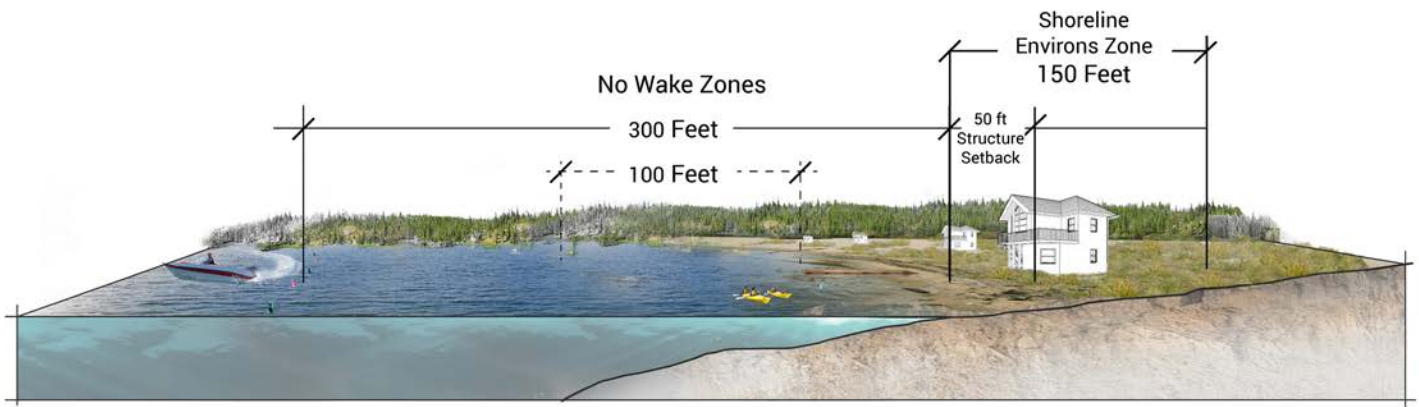 Shoreline
Environs Zone
150 Feet
No Wake Zones
300 Feet
50 ft
Structure
Setback
100 Feet